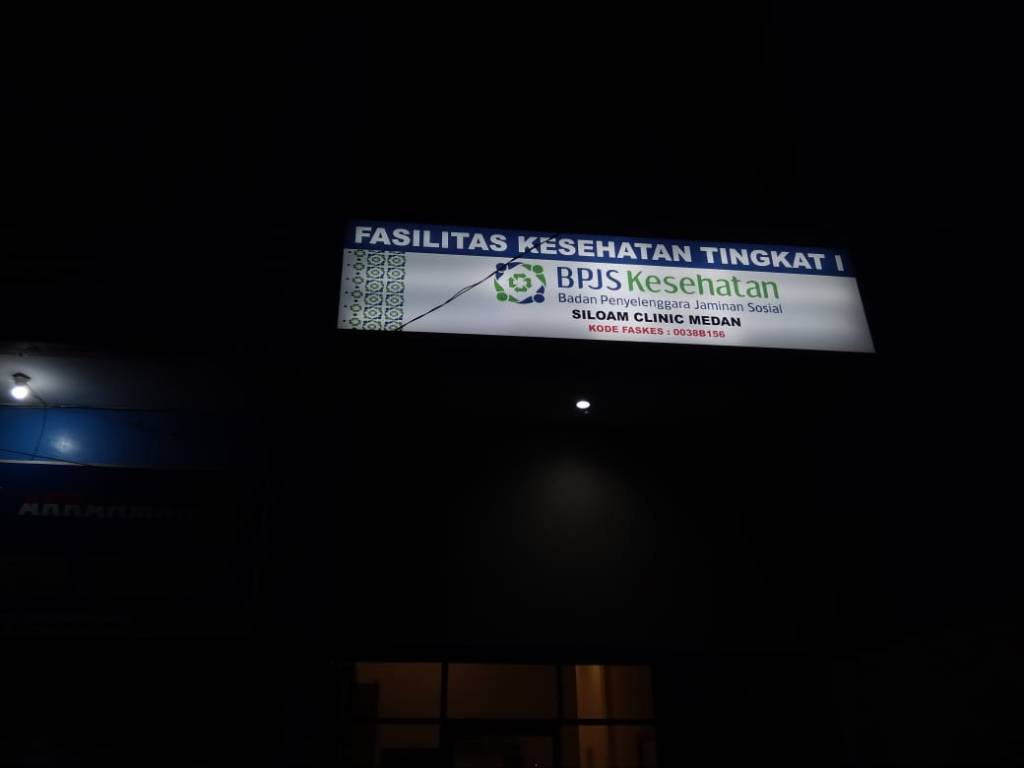 FASILITAS KESEHATAN TINGKAT I
BPJS Kesehatan
Badan Penyelenggara Jaminan Sosial
SILOAM CLINIC MEDAN
KODE FASKES : 0038B156